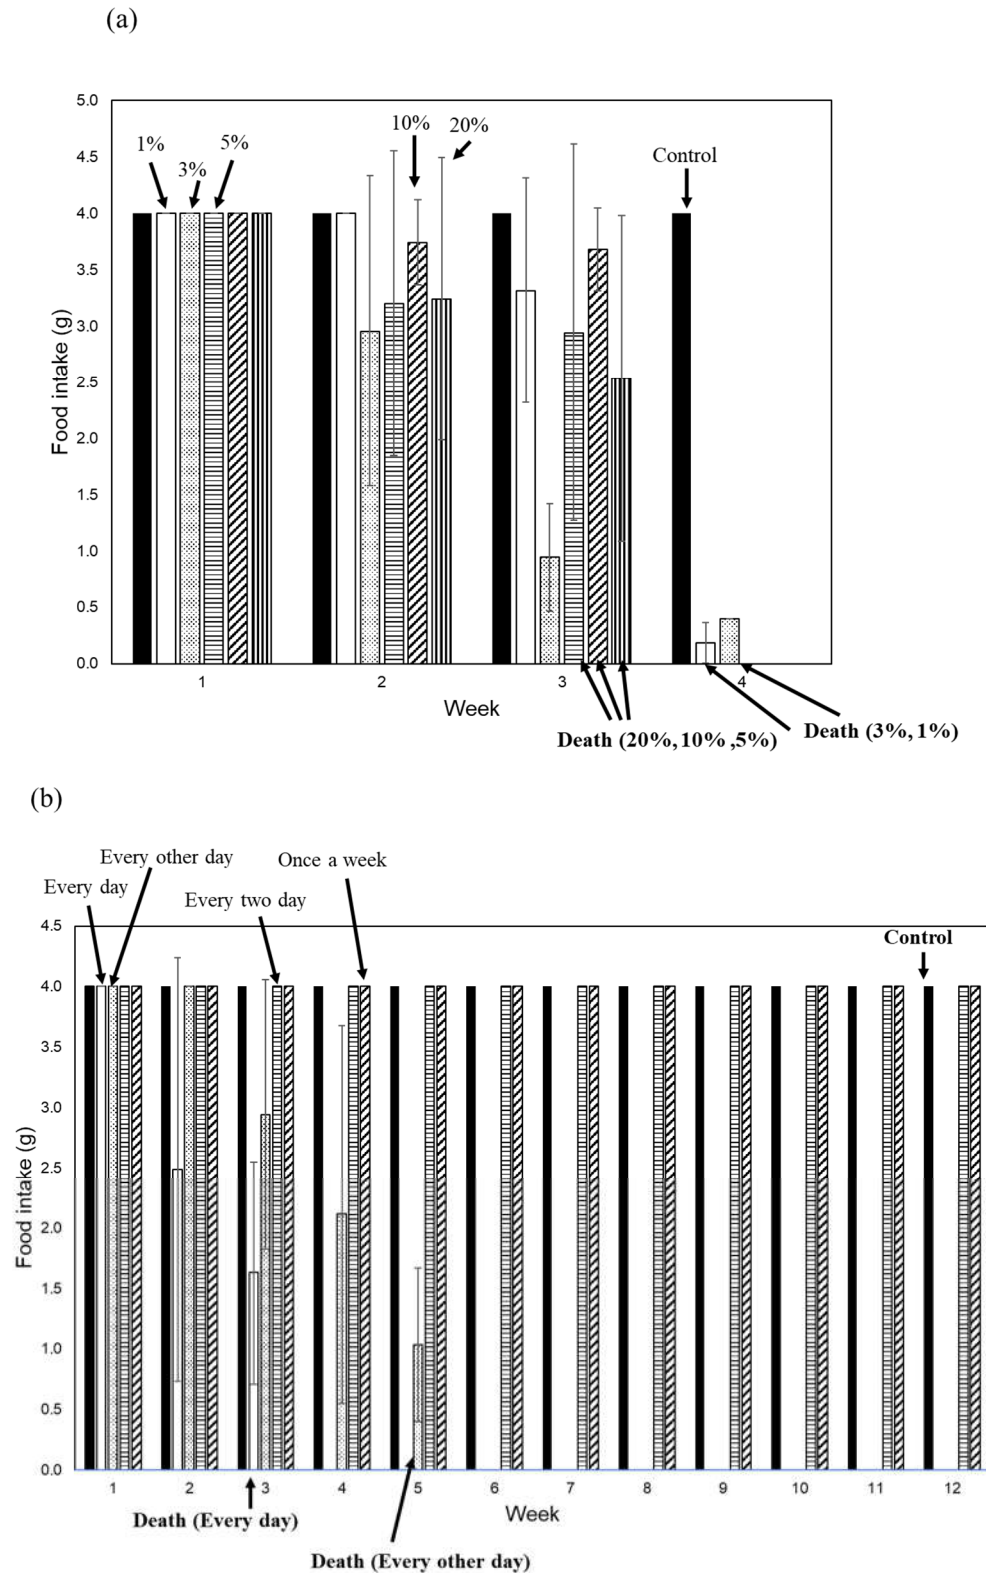 (a)
5.0
4.5
4.0
3.5
3.0
2.5
2.0
1.5
1.0
0.5
0.0
Food intake (g)
1%
3%
5%
10%
20%
Control
1
2
3
4
Week
Death (20%, 10% ,5%)
Death (3%, 1%)
(b)
Every other day
Every day
Once a week
Every two day
Control
4.5
4.0
3.5
3.0
2.5
2.0
1.5
1.0
0.5
0.0
Food intake (g)
1
2
3
4
5
6
7
8
9
10
11
12
Week
Death (Every day)
Death (Every other day)